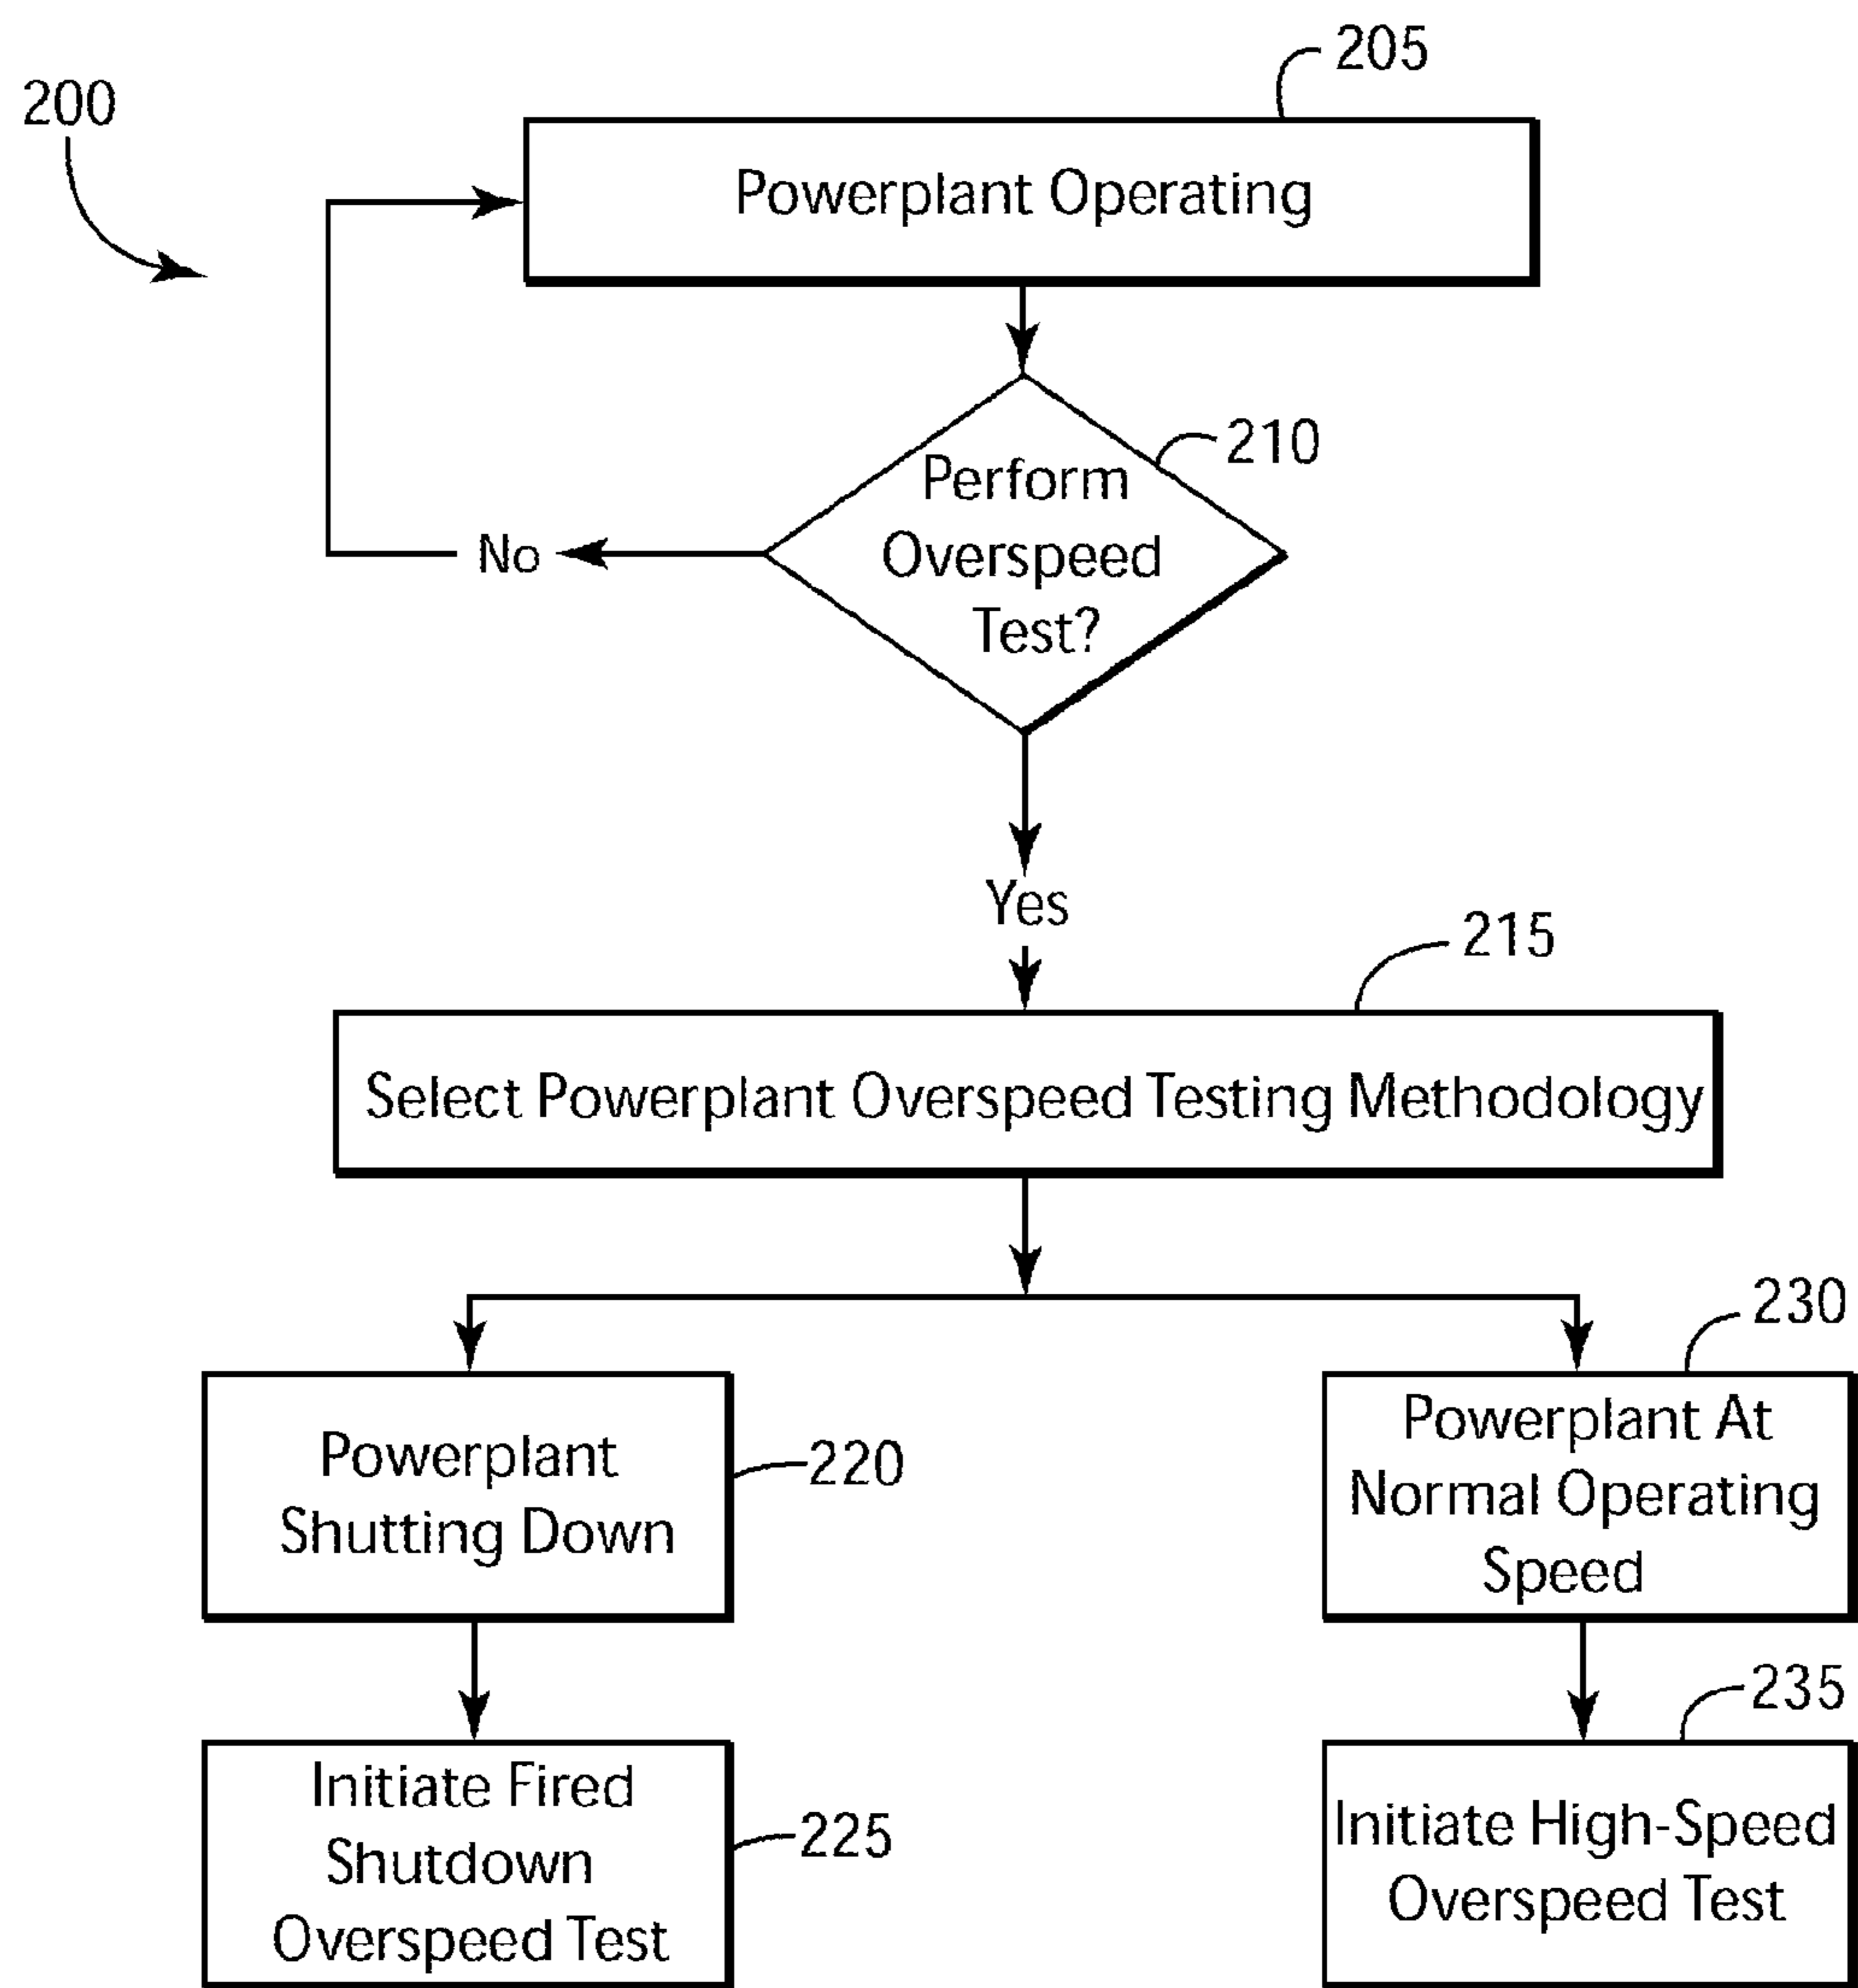 205
200
Powerplant Operating
210
Perform
Overspeed
Test?
No
Yes
215
Select Powerplant Overspeed Testing Methodology
230
Powerplant
Shutting Down
220
Powerplant At
Normal Operating
Speed
235
Initiate Fired
Shutdown
Overspeed Test
225
Initiate High-Speed
Overspeed Test